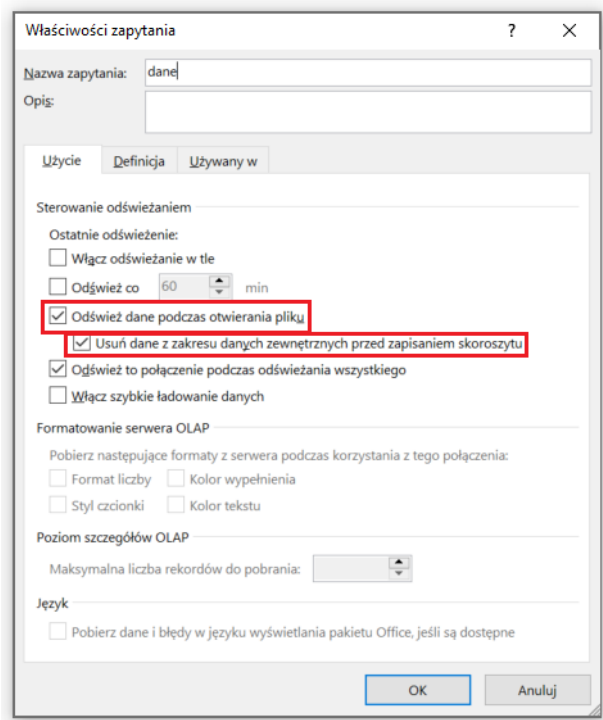 Właściwości zapytania ? ×
Nazwa zapytania: dane
Opis:
Użycie Definicja Używany w
Sterowanie odświeżaniem
Ostatnie odświeżenie:
Włącz odświeżanie w tle
Odśwież co 60 min
Odśwież dane podczas otwierania pliku
Usuń dane z zakresu danych zewnętrznych przed zapisaniem skoroszytu
Odśwież to połączenie podczas odświeżania wszystkiego
Włącz szybkie ładowanie danych
Formatowanie serwera OLAP
Pobierz następujące formaty z serwera podczas korzystania z tego połączenia:
Format liczby Kolor wypełnienia
Styl czcionki Kolor tekstu
Poziom szczegółów OLAP
Maksymalna liczba rekordów do pobrania:
Język
Pobierz dane i błędy w języku wyświetlania pakietu Office, jeśli są dostępne
OK Anuluj